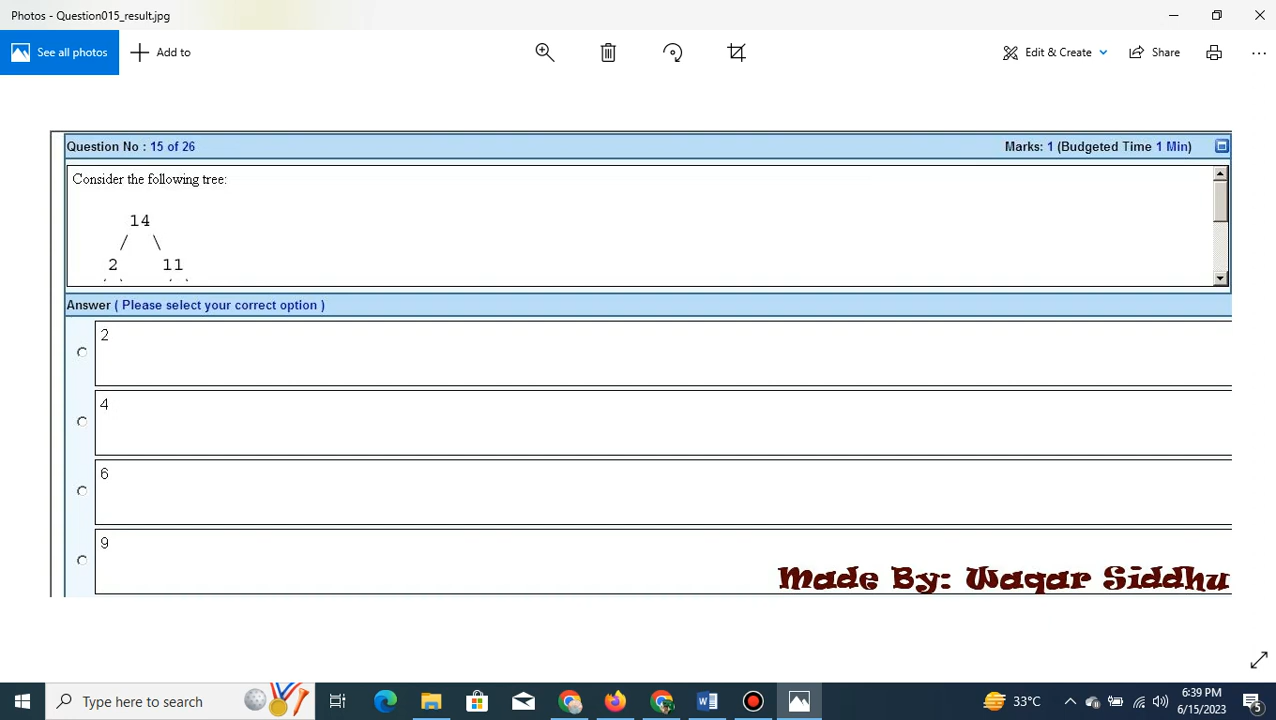 Photos - Question015_result.jpg
See all photos
Add to
Edit & Create
Share
Question No : 15 of 26
Marks: 1 (Budgeted Time 1 Min)
Consider the following tree:
14
/ \
2 11
Answer ( Please select your correct option )
2
4
6
9
Made By: Waqar Siddhu
Type here to search
33°C
6:39 PM
6/15/2023
5